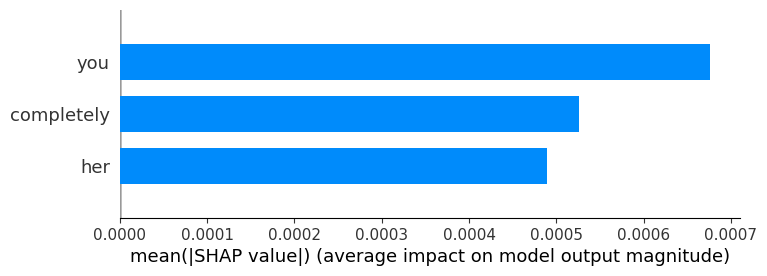 you
completely
her
0.0000 0.0001 0.0002 0.0003 0.0004 0.0005 0.0006 0.0007
mean(|SHAP value|) (average impact on model output magnitude)